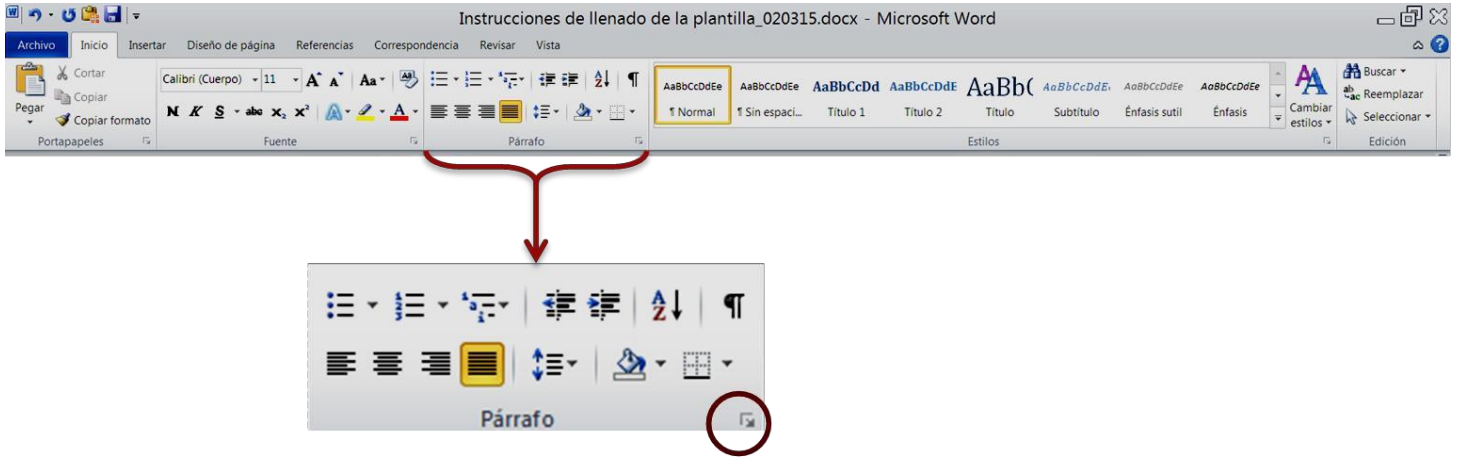 Instrucciones de llenado de la plantilla_020315.docx - Microsoft Word
Archivo Inicio Insertar Diseño de página Referencias Correspondencia Revisar Vista
Pegar
Cortar
Copiar
Copiar formato
Portapapeles
Calibri (Cuerpo) 11 A A Aa
N K S abc x₂ x² A A
Fuente
Párrafo
AaBbCcDdEe AaBbCcDdEe AaBbCcDd AaBbCcDdE AaBb( AaBbCcDdE. AaBbCcDdEe AaBbCcDdEe
¶ Normal ¶ Sin espaci... Título 1 Título 2 Título Subtítulo Énfasis sutil Énfasis
Estilos
Cambiar
estilos
Buscar
Reemplazar
Seleccionar
Edición
Párrafo